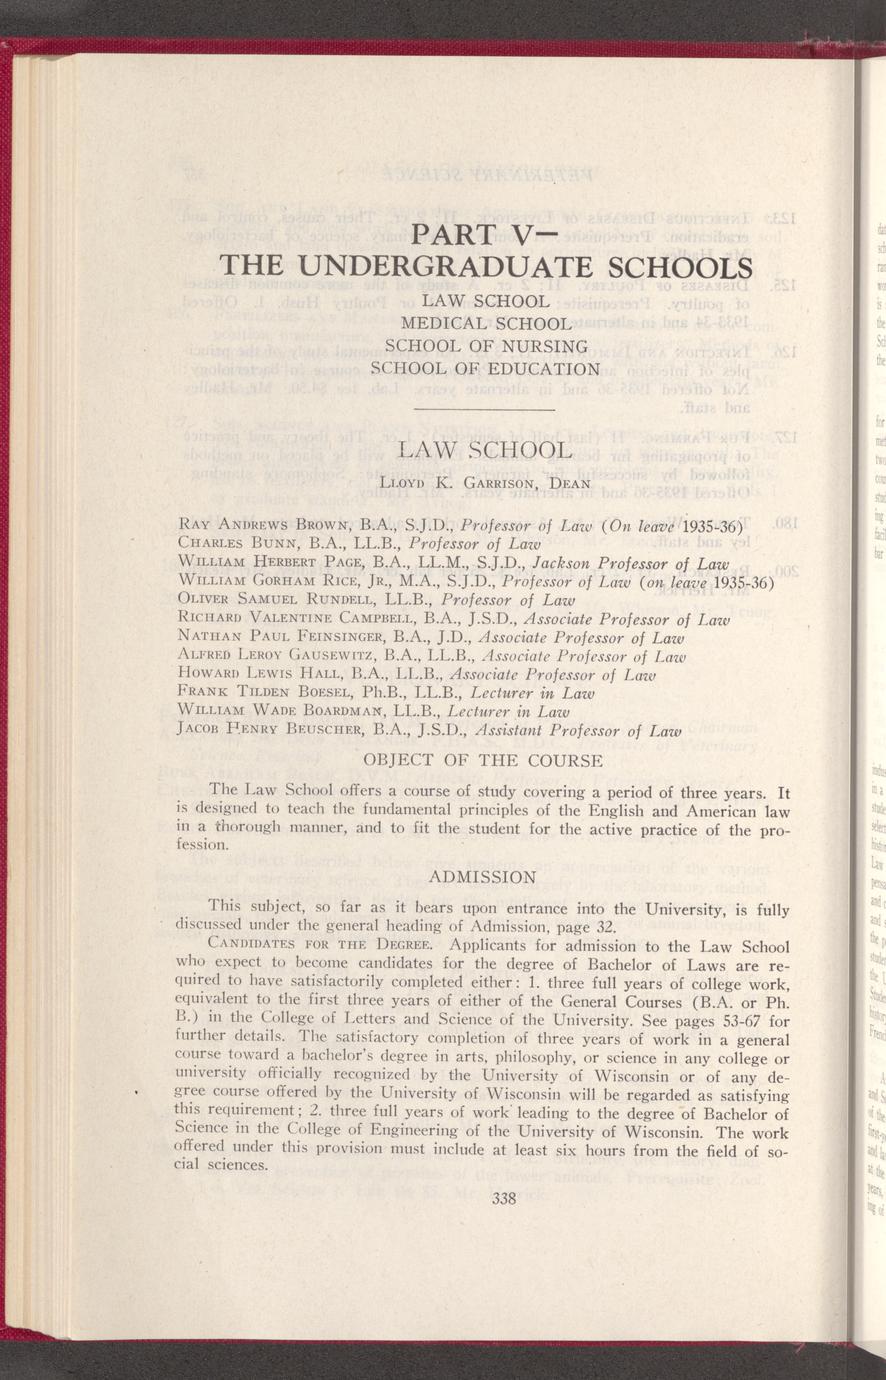 PART V—
THE UNDERGRADUATE SCHOOLS
LAW SCHOOL
MEDICAL SCHOOL
SCHOOL OF NURSING
SCHOOL OF EDUCATION
LAW SCHOOL
LLOYD K. GARRISON, DEAN
RAY ANDREWS BROWN, B.A., S.J.D., Professor of Law (On leave 1935-36)
CHARLES BUNN, B.A., LL.B., Professor of Law
WILLIAM HERBERT PAGE, B.A., LL.M., S.J.D., Jackson Professor of Law
WILLIAM GORHAM RICE, JR., M.A., S.J.D., Professor of Law (on leave 1935-36)
OLIVER SAMUEL RUNDELL, LL.B., Professor of Law
RICHARD VALENTINE CAMPBELL, B.A., J.S.D., Associate Professor of Law
NATHAN PAUL FEINSINGER, B.A., J.D., Associate Professor of Law
ALFRED LEROY GAUSEWITZ, B.A., LL.B., Associate Professor of Law
HOWARD LEWIS HALL, B.A., LL.B., Associate Professor of Law
FRANK TILDEN BOESEL, Ph.B., LL.B., Lecturer in Law
WILLIAM WADE BOARDMAN, LL.B., Lecturer in Law
JACOB HENRY BEUSCHER, B.A., J.S.D., Assistant Professor of Law
OBJECT OF THE COURSE
The Law School offers a course of study covering a period of three years. It
is designed to teach the fundamental principles of the English and American law
in a thorough manner, and to fit the student for the active practice of the pro-
fession.
ADMISSION
This subject, so far as it bears upon entrance into the University, is fully
discussed under the general heading of Admission, page 32.
CANDIDATES FOR THE DEGREE. Applicants for admission to the Law School
who expect to become candidates for the degree of Bachelor of Laws are re-
quired to have satisfactorily completed either: 1. three full years of college work,
equivalent to the first three years of either of the General Courses (B.A. or Ph.
B.) in the College of Letters and Science of the University. See pages 53-67 for
further details. The satisfactory completion of three years of work in a general
course toward a bachelor's degree in arts, philosophy, or science in any college or
university officially recognized by the University of Wisconsin or of any de-
gree course offered by the University of Wisconsin will be regarded as satisfying
this requirement; 2. three full years of work leading to the degree of Bachelor of
Science in the College of Engineering of the University of Wisconsin. The work
offered under this provision must include at least six hours from the field of so-
cial sciences.
338